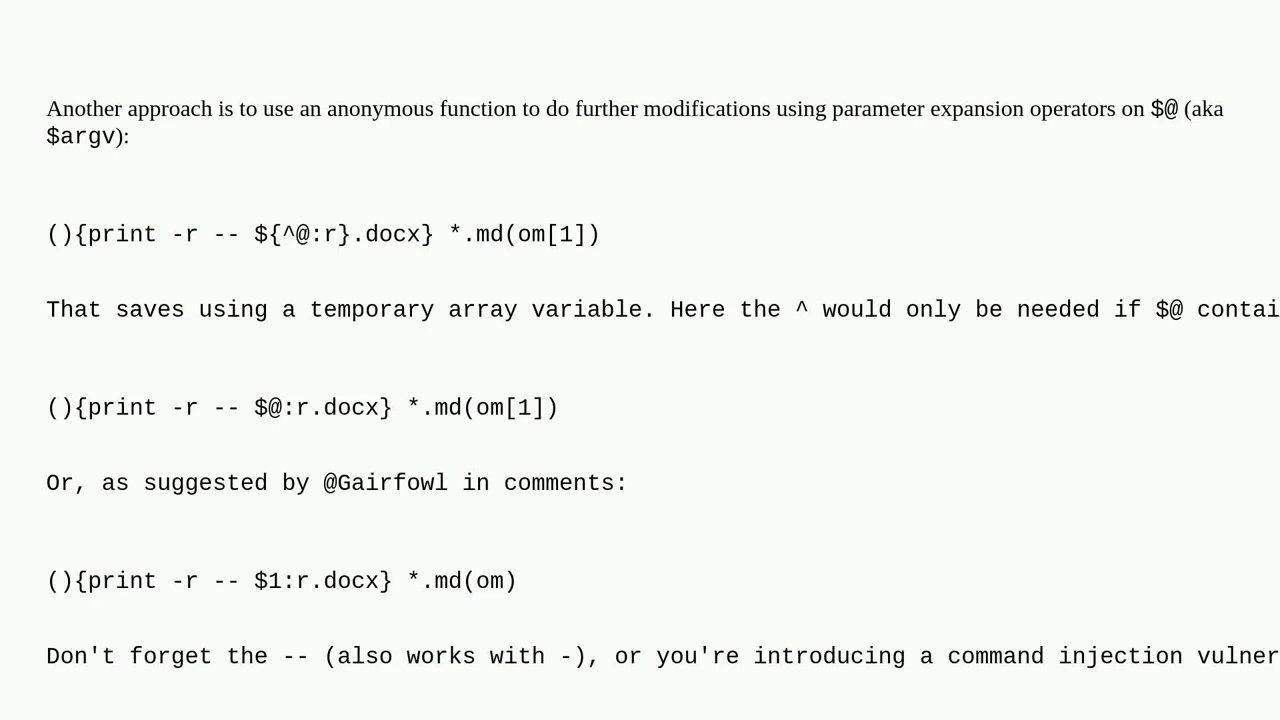 Another approach is to use an anonymous function to do further modifications using parameter expansion operators on $@ (aka
$argv):
(){print -r -- ${^@:r}.docx} *.md(om[1])
That saves using a temporary array variable. Here the ^ would only be needed if $@ contai
(){print -r -- $@:r.docx} *.md(om[1])
Or, as suggested by @Gairfowl in comments:
(){print -r -- $1:r.docx} *.md(om)
Don't forget the -- (also works with -), or you're introducing a command injection vulner